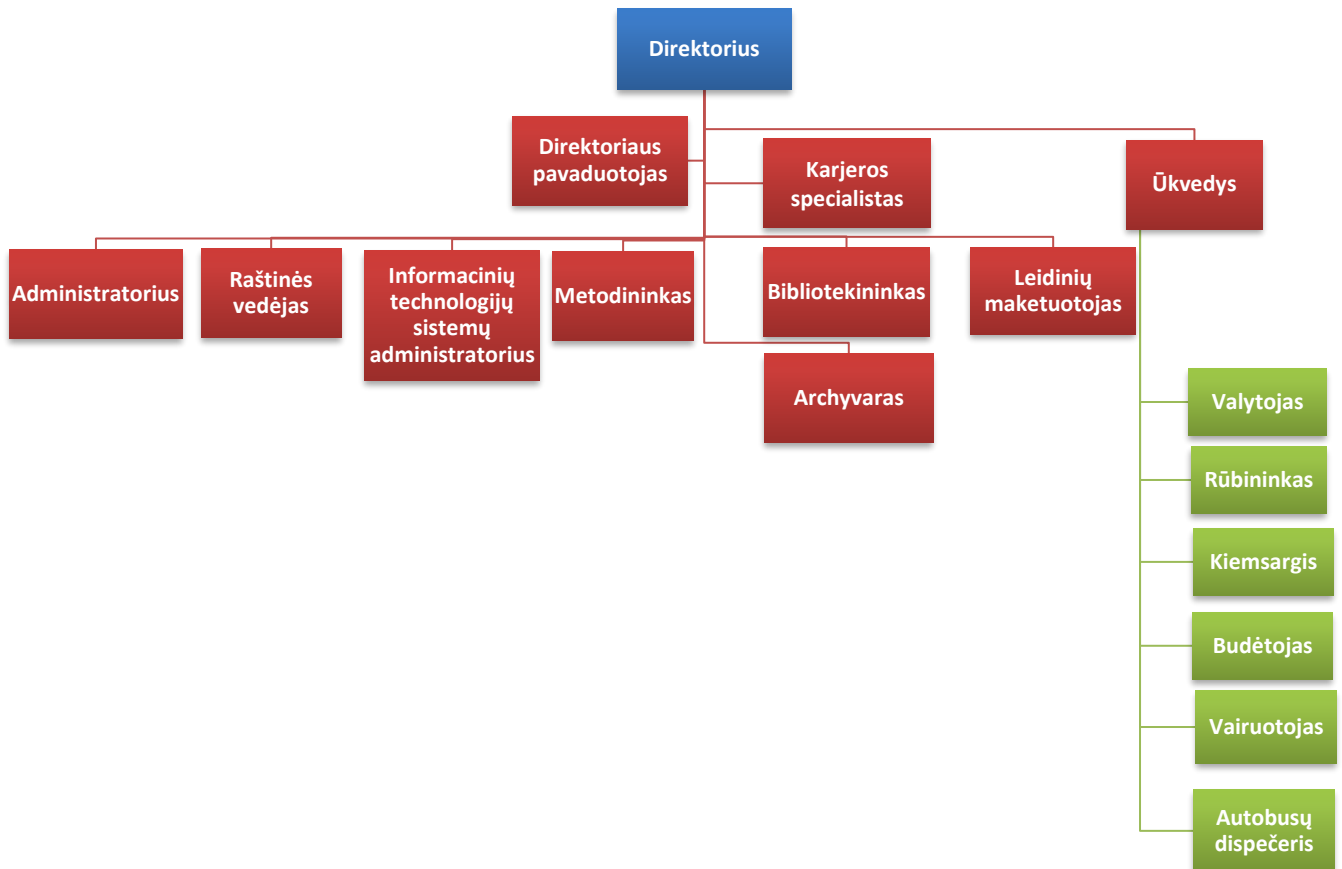 Direktorius
Direktoriaus
pavaduotojas
Karjeros
specialistas
Ūkvedys
Administratorius
Raštinės
vedėjas
Informacinių
technologijų
sistemų
administratorius
Metodininkas
Bibliotekininkas
Leidinių
maketuotojas
Archyvaras
Valytojas
Rūbininkas
Kiemsargis
Budėtojas
Vairuotojas
Autobusų
dispečeris